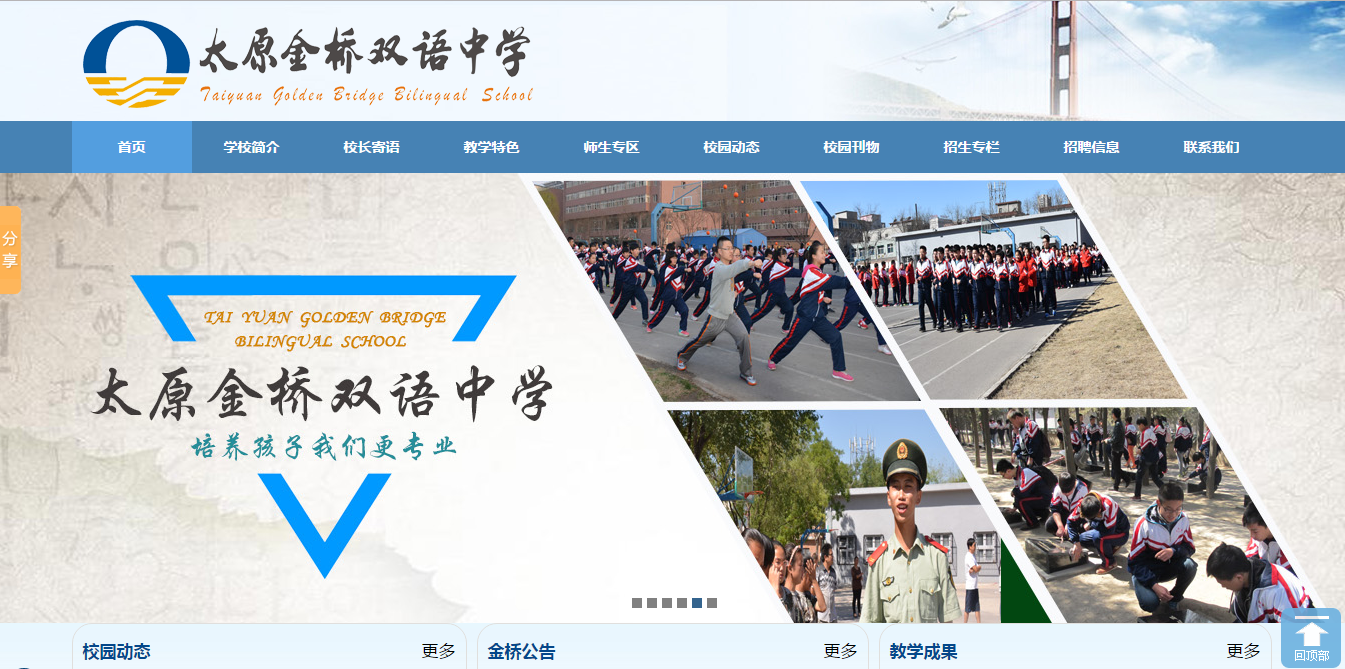 太原金桥双语中学
Taiyuan Golden Bridge Bilingual School
首页
学校简介
校长寄语
教学特色
师生专区
校园动态
校园刊物
招生专栏
招聘信息
联系我们
分
享
TAI YUAN GOLDEN BRIDGE
BILINGUAL SCHOOL
太原金桥双语中学
培养孩子我们更专业
校园动态
更多
金桥公告
更多
教学成果
更多
回顶部